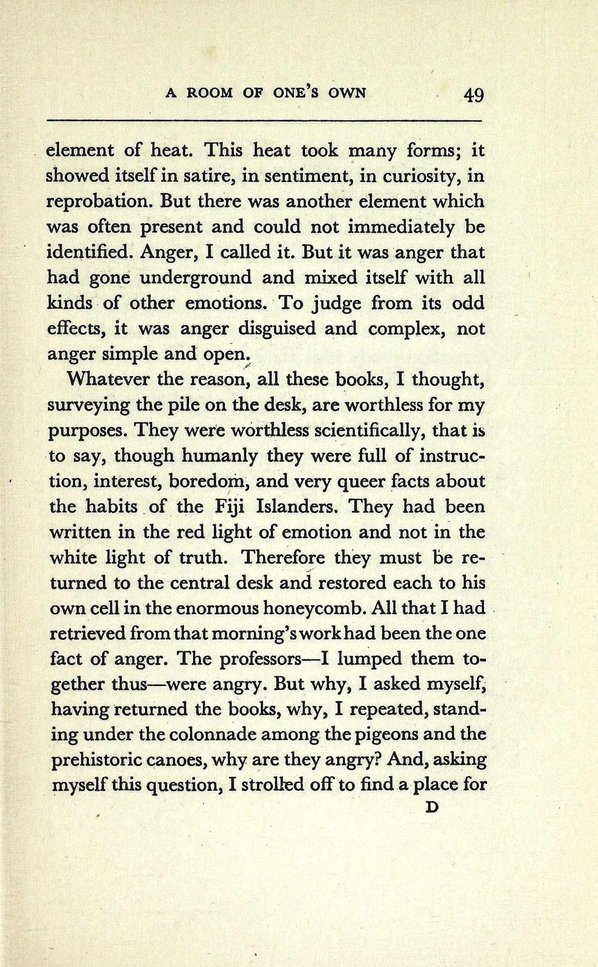 A ROOM OF ONE'S OWN 49
element of heat. This heat took many forms; it
showed itself in satire, in sentiment, in curiosity, in
reprobation. But there was another element which
was often present and could not immediately be
identified. Anger, I called it. But it was anger that
had gone underground and mixed itself with all
kinds of other emotions. To judge from its odd
effects, it was anger disguised and complex, not
anger simple and open.
Whatever the reason, all these books, I thought,
surveying the pile on the desk, are worthless for my
purposes. They were worthless scientifically, that is
to say, though humanly they were full of instruc-
tion, interest, boredom, and very queer facts about
the habits of the Fiji Islanders. They had been
written in the red light of emotion and not in the
white light of truth. Therefore they must be re-
turned to the central desk and restored each to his
own cell in the enormous honeycomb. All that I had
retrieved from that morning's work had been the one
fact of anger. The professors—I lumped them to-
gether thus—were angry. But why, I asked myself,
having returned the books, why, I repeated, stand-
ing under the colonnade among the pigeons and the
prehistoric canoes, why are they angry? And, asking
myself this question, I strolled off to find a place for
D